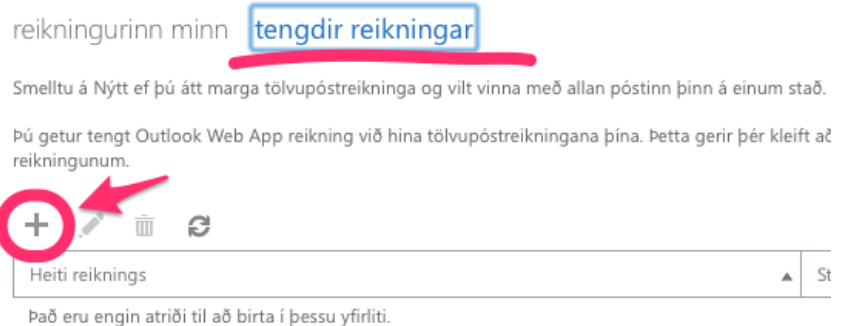 reikningurinn minn tengdir reikningar
Smelltu á Nýtt ef þú átt marga tölvupóstreikninga og vilt vinna með allan póstinn þinn á einum stað.
Þú getur tengt Outlook Web App reikning við hina tölvupóstreikningana þína. Þetta gerir þér kleift að
reikningunum.
Heiti reiknings
Það eru engin atriði til að birta í þessu yfirliti.